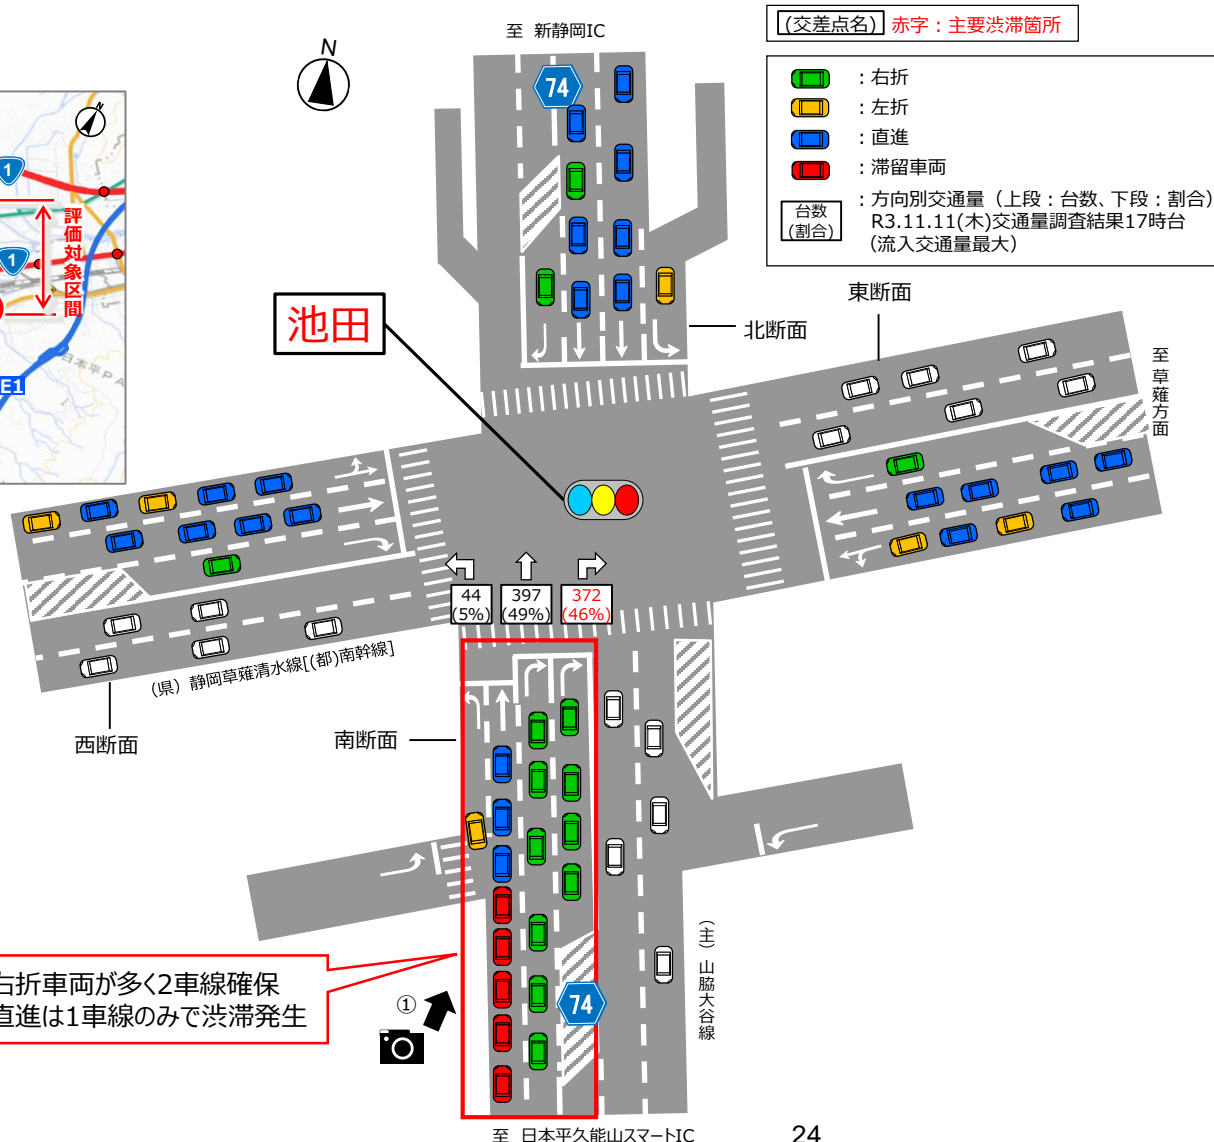 至 新静岡IC
(交差点名) 赤字：主要渋滞箇所
：右折
：左折
：直進
：滞留車両
台数
(割合)
：方向別交通量（上段：台数、下段：割合）
R3.11.11(木)交通量調査結果17時台
(流入交通量最大)
N
74
1
1
評価対象区間
日本平PA
E1
池田
北断面
東断面
至 草薙方面
44
(5%)
397
(49%)
372
(46%)
(県) 静岡草薙清水線[(都)南幹線]
西断面
南断面
右折車両が多く2車線確保
直進は1車線のみで渋滞発生
①
74
(主) 山脇大谷線
至 日本平久能山スマートIC
24